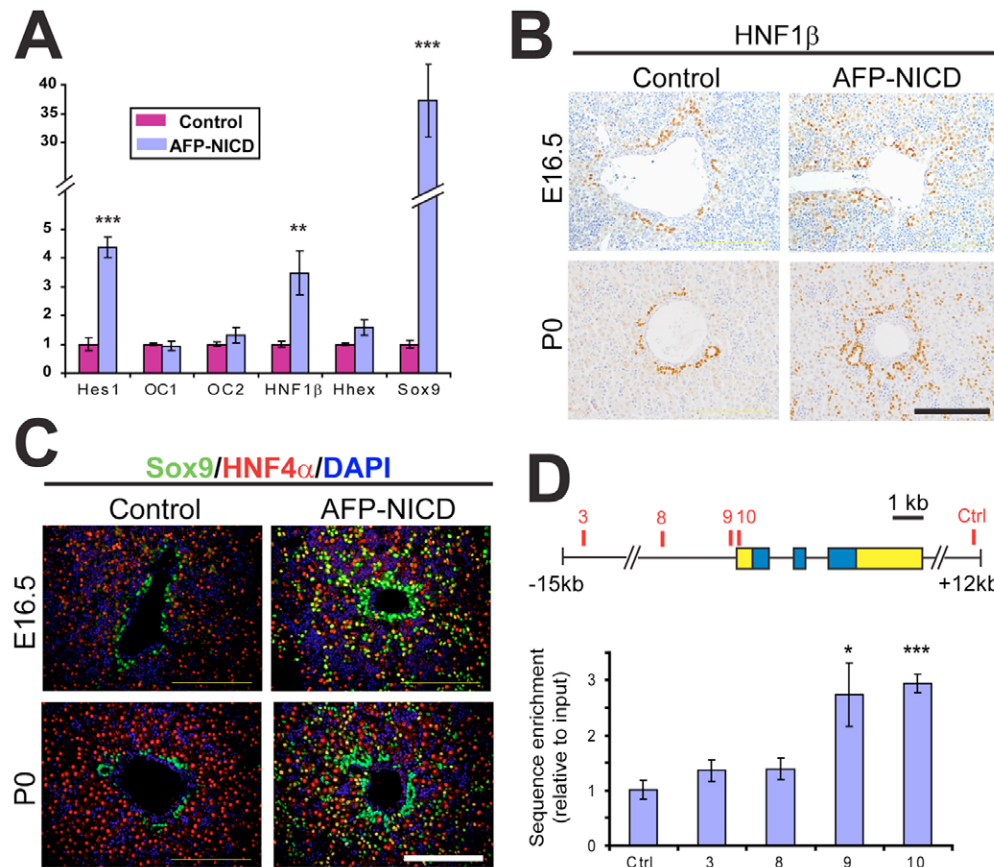 A
***
40
35
30
Control
AFP-NICD
***
**
5
4
3
2
1
0
Hes1 OC1 OC2 HNF1β Hhex Sox9
B
HNF1β
Control AFP-NICD
E16.5
P0
C
Sox9/HNF4α/DAPI
Control AFP-NICD
E16.5
P0
D
1 kb
3 8 9 10 Ctrl
-15kb +12kb
Sequence enrichment
(relative to input)
* ***
3
2
1
0
Ctrl 3 8 9 10